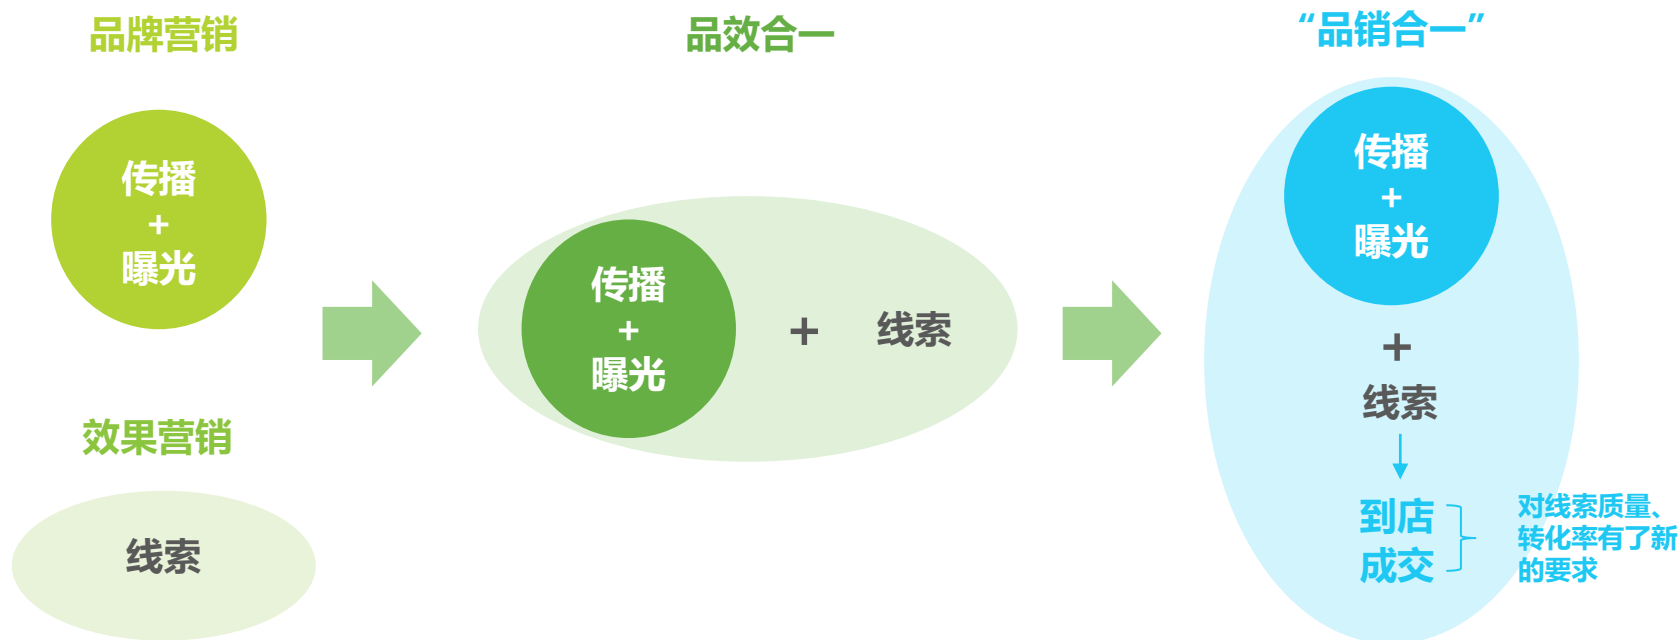 品牌营销
传播
+
曝光
效果营销
线索
品效合一
传播
+
曝光
+ 线索
“品销合一”
传播
+
曝光
+
线索
到店
成交
对线索质量、
转化率有了新
的要求